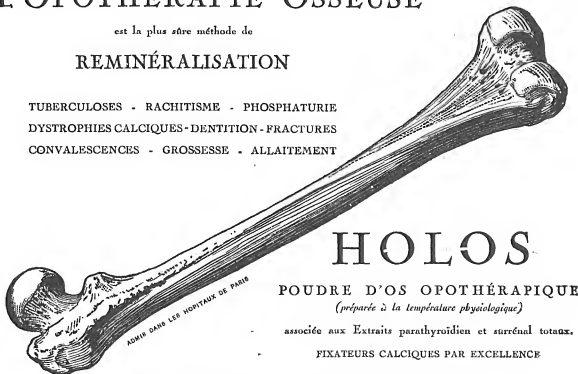 L'OPOTHÉRAPIE OSSEUSE
est la plus sûre méthode de
REMINÉRALISATION
TUBERCULOSES - RACHITISME - PHOSPHATURIE
DYSTROPHIES CALCIQUES - DENTITION - FRACTURES
CONVALESCENCES - GROSSESSE - ALLAITEMENT
ADMIS DANS LES HOPITAUX DE PARIS
HOLOS
POUDRE D'OS OPOTHÉRAPIQUE
(préparée à la température physiologique)
associée aux Extraits parathyroïdien et surrénal totaux.
FIXATEURS CALCIQUES PAR EXCELLENCE